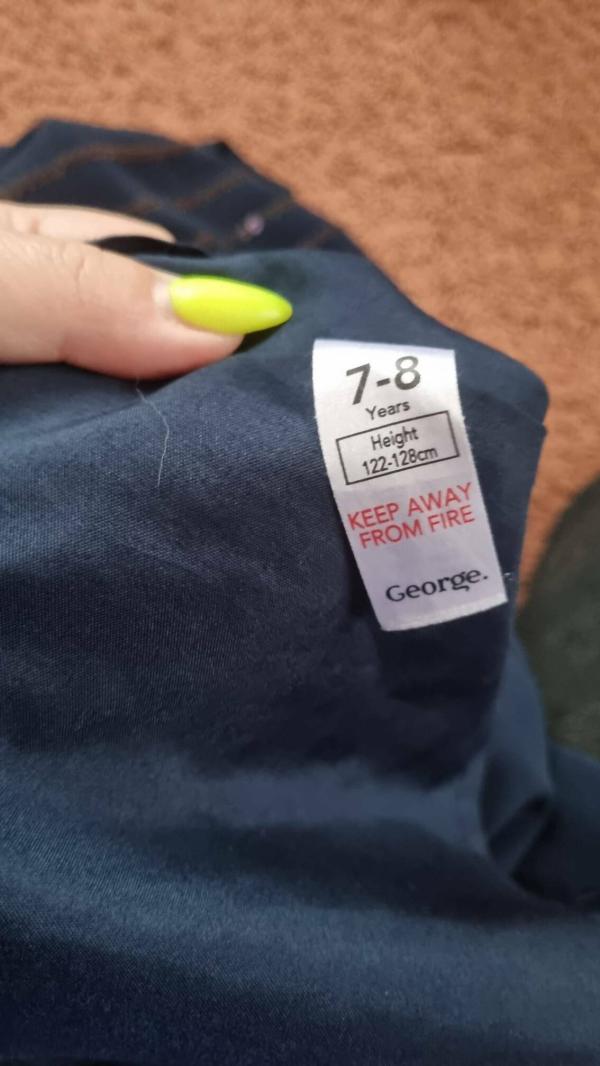 7-8
Years
Height
122-128cm
KEEP AWAY
FROM FIRE
George.